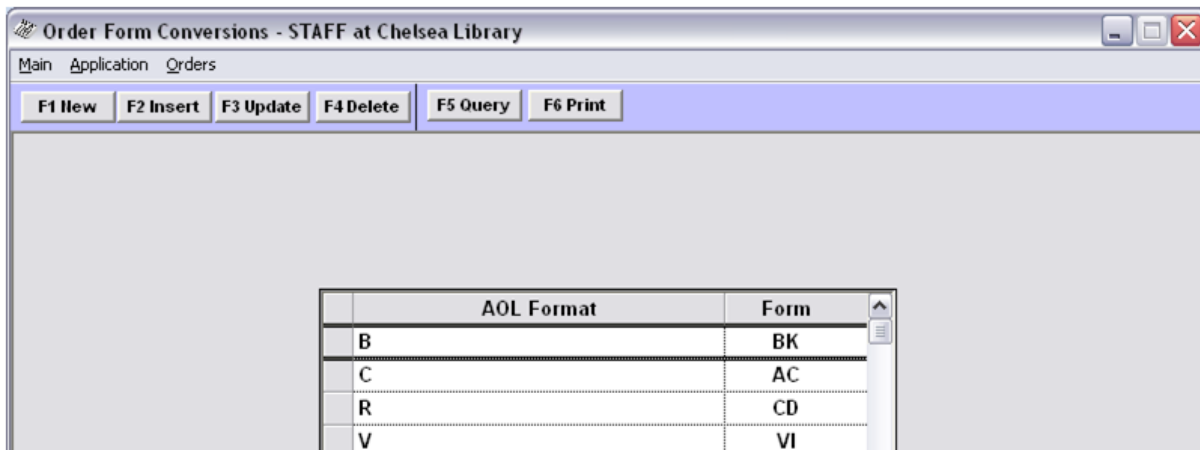 Order Form Conversions - STAFF at Chelsea Library
Main Application Orders
F1 New F2 Insert F3 Update F4 Delete F5 Query F6 Print
AOL Format Form
B BK
C AC
R CD
V VI